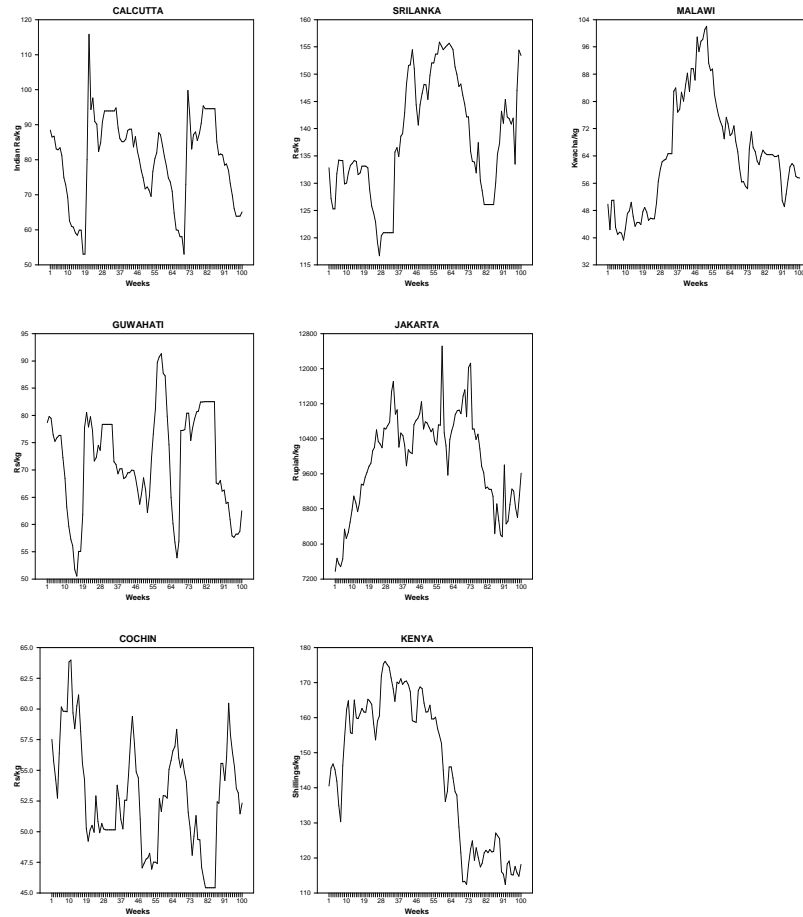 CALCUTTA
Indian Rs/kg
120
110
100
90
80
70
60
50
1 10 19 28 37 46 55 64 73 82 91 100
Weeks
SRILANKA
Rs/kg
160
155
150
145
140
135
130
125
120
115
1 10 19 28 37 46 55 64 73 82 91 100
Weeks
MALAWI
Kwacha/kg
104
96
88
80
72
64
56
48
40
32
1 10 19 28 37 46 55 64 73 82 91 100
Weeks
GUWAHATI
Rs/kg
95
90
85
80
75
70
65
60
55
50
1 10 19 28 37 46 55 64 73 82 91 100
Weeks
JAKARTA
Rupiah/kg
12800
12000
11200
10400
9600
8800
8000
7200
1 10 19 28 37 46 55 64 73 82 91 100
Weeks
COCHIN
Rs/kg
65.0
62.5
60.0
57.5
55.0
52.5
50.0
47.5
45.0
1 10 19 28 37 46 55 64 73 82 91 100
Weeks
KENYA
Shillings/kg
180
170
160
150
140
130
120
110
1 10 19 28 37 46 55 64 73 82 91 100
Weeks